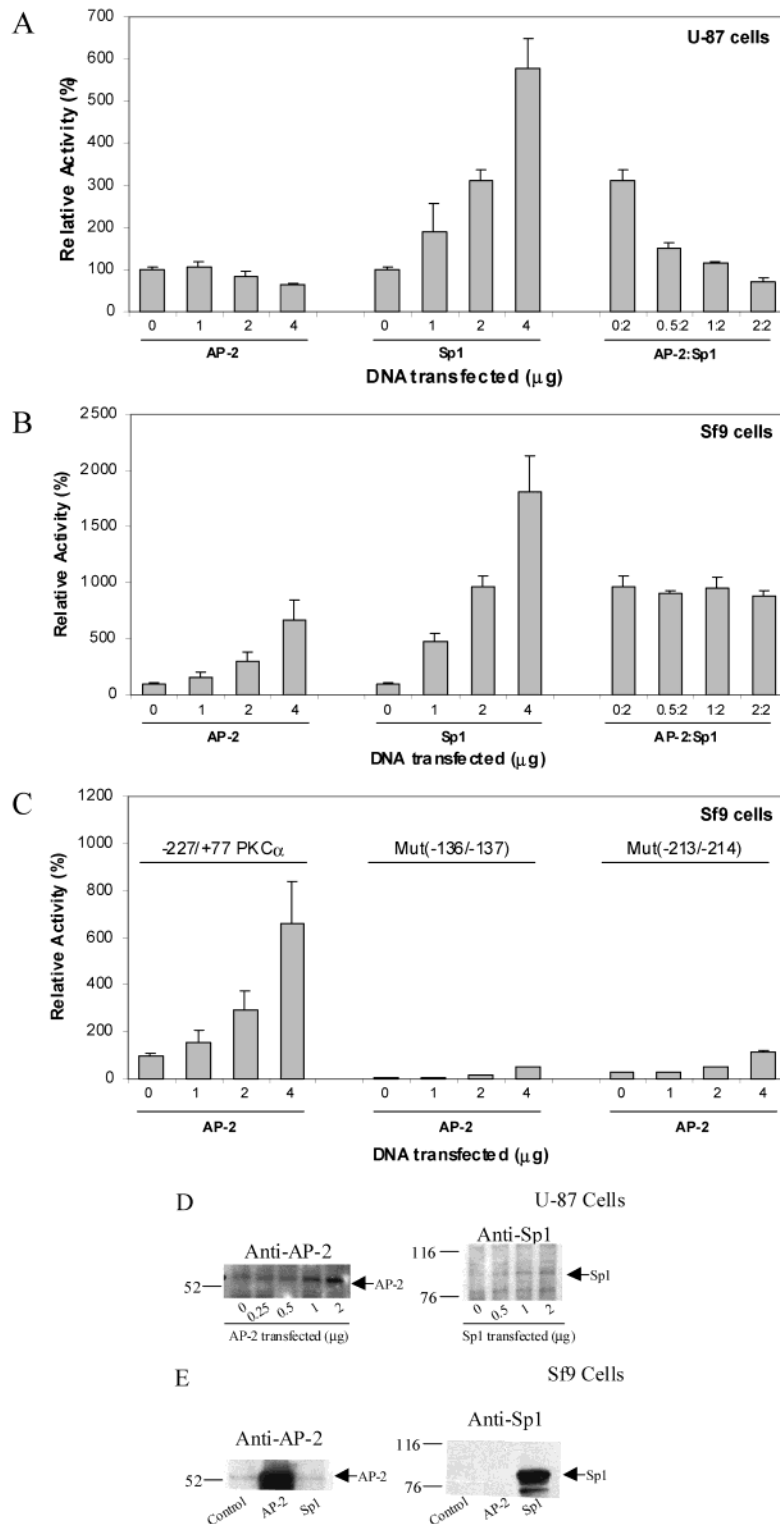 A
U-87 cells
Relative Activity (%)
700
600
500
400
300
200
100
0
0 1 2 4 0 1 2 4 0:2 0.5:2 1:2 2:2
AP-2 Sp1 AP-2:Sp1
DNA transfected (μg)
B
Sf9 cells
Relative Activity (%)
2500
2000
1500
1000
500
0
0 1 2 4 0 1 2 4 0:2 0.5:2 1:2 2:2
AP-2 Sp1 AP-2:Sp1
DNA transfected (μg)
C
Sf9 cells
Relative Activity (%)
1200
1000
800
600
400
200
0
-227/+77 PKCα Mut(-136/-137) Mut(-213/-214)
0 1 2 4 0 1 2 4 0 1 2 4
AP-2 AP-2 AP-2
DNA transfected (μg)
D
U-87 Cells
Anti-AP-2
52
AP-2
0 0.25 0.5 1 2
AP-2 transfected (μg)
Anti-Sp1
116
76
Sp1
0 0.5 1 2
Sp1 transfected (μg)
E
Sf9 Cells
Anti-AP-2
52
AP-2
Control AP-2 Sp1
Anti-Sp1
116
76
Sp1
Control AP-2 Sp1